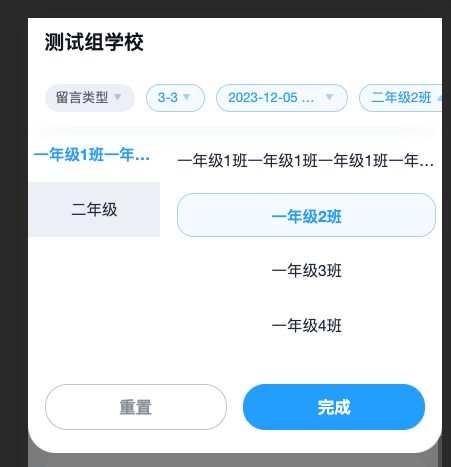 测试组学校
留言类型 3-3 2023-12-05 ... 二年级2班
一年级1班一年... 一年级1班一年级1班一年级1班一年...
一年级2班
二年级
一年级3班
一年级4班
重置 完成